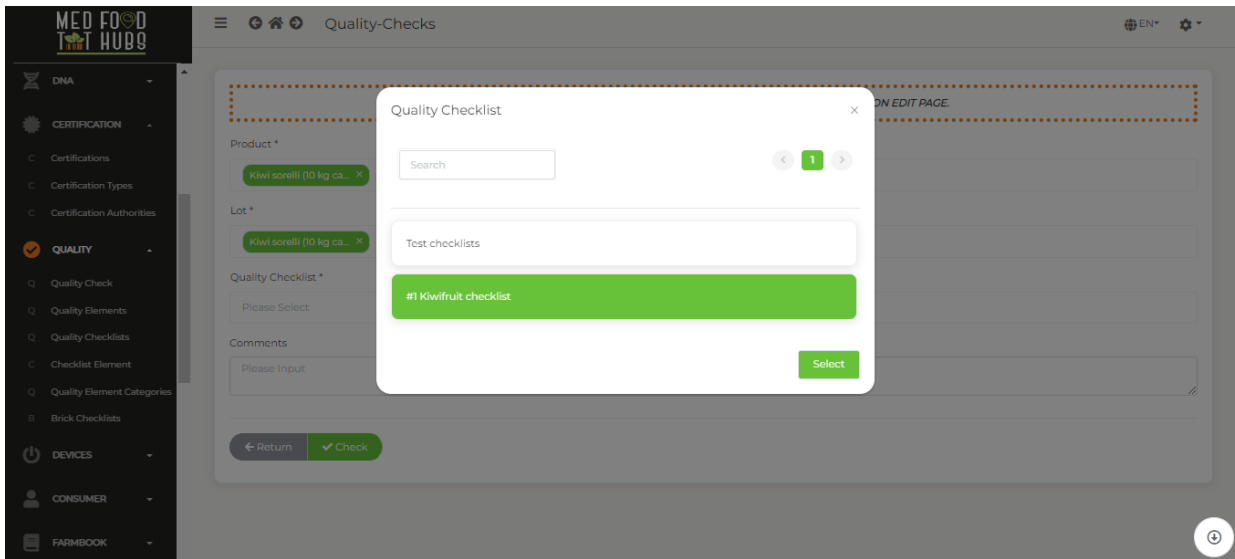 MED FOOD
TTHUBS
Quality-Checks
EN
DNA
CERTIFICATION
C Certifications
C Certification Types
C Certification Authorities
QUALITY
Q Quality Check
Q Quality Elements
Q Quality Checklists
C Checklist Element
Q Quality Element Categories
B Brick Checklists
DEVICES
CONSUMER
FARMBOOK
ON EDIT PAGE.
Product *
Kiwi sorelli (10 kg ca... ×
Lot *
Kiwi sorelli (10 kg ca... ×
Quality Checklist *
Please Select
Comments
Please Input
Return
Check
Quality Checklist
×
Search
< 1 >
Test checklists
#1 Kiwifruit checklist
Select